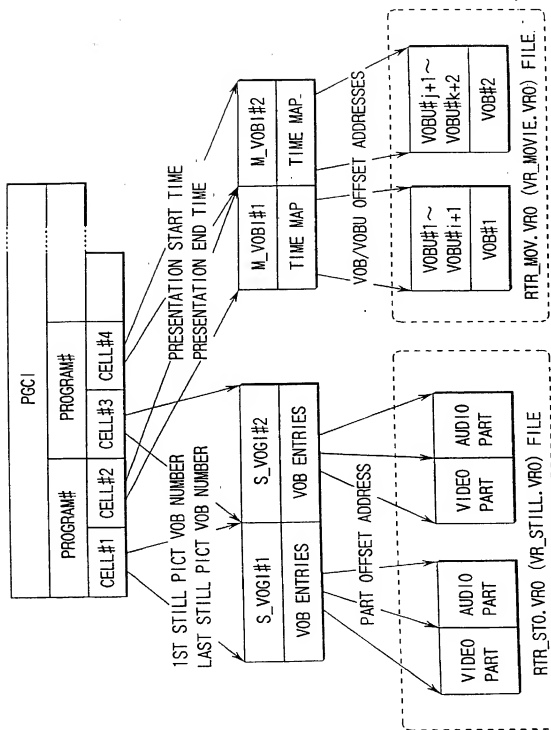 PGCI
PROGRAM#
PROGRAM#
CELL#1
CELL#2
CELL#3
CELL#4
1ST STILL PICT VOB NUMBER
LAST STILL PICT VOB NUMBER
PRESENTATION START TIME
PRESENTATION END TIME
S_VOGI#1
S_VOGI#2
VOB ENTRIES
VOB ENTRIES
M_VOBI#1
M_VOBI#2
TIME MAP
TIME MAP
PART OFFSET ADDRESS
VOB/VOBU OFFSET ADDRESSES
VIDEO
PART
AUDIO
PART
VIDEO
PART
AUDIO
PART
VOBU#1~
VOBU#i+1
VOB#1
VOBU#j+1~
VOBU#k+2
VOB#2
RTR_STO.VRO (VR_STILL.VRO) FILE
RTR_MOV.VRO (VR_MOVIE.VRO) FILE